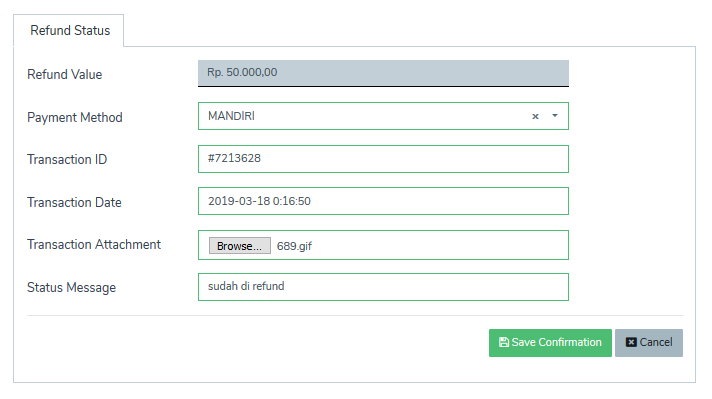 Refund Status
Refund Value Rp. 50.000,00
Payment Method MANDIRI
Transaction ID #7213628
Transaction Date 2019-03-18 0:16:50
Transaction Attachment Browse... 689.gif
Status Message sudah di refund
Save Confirmation Cancel